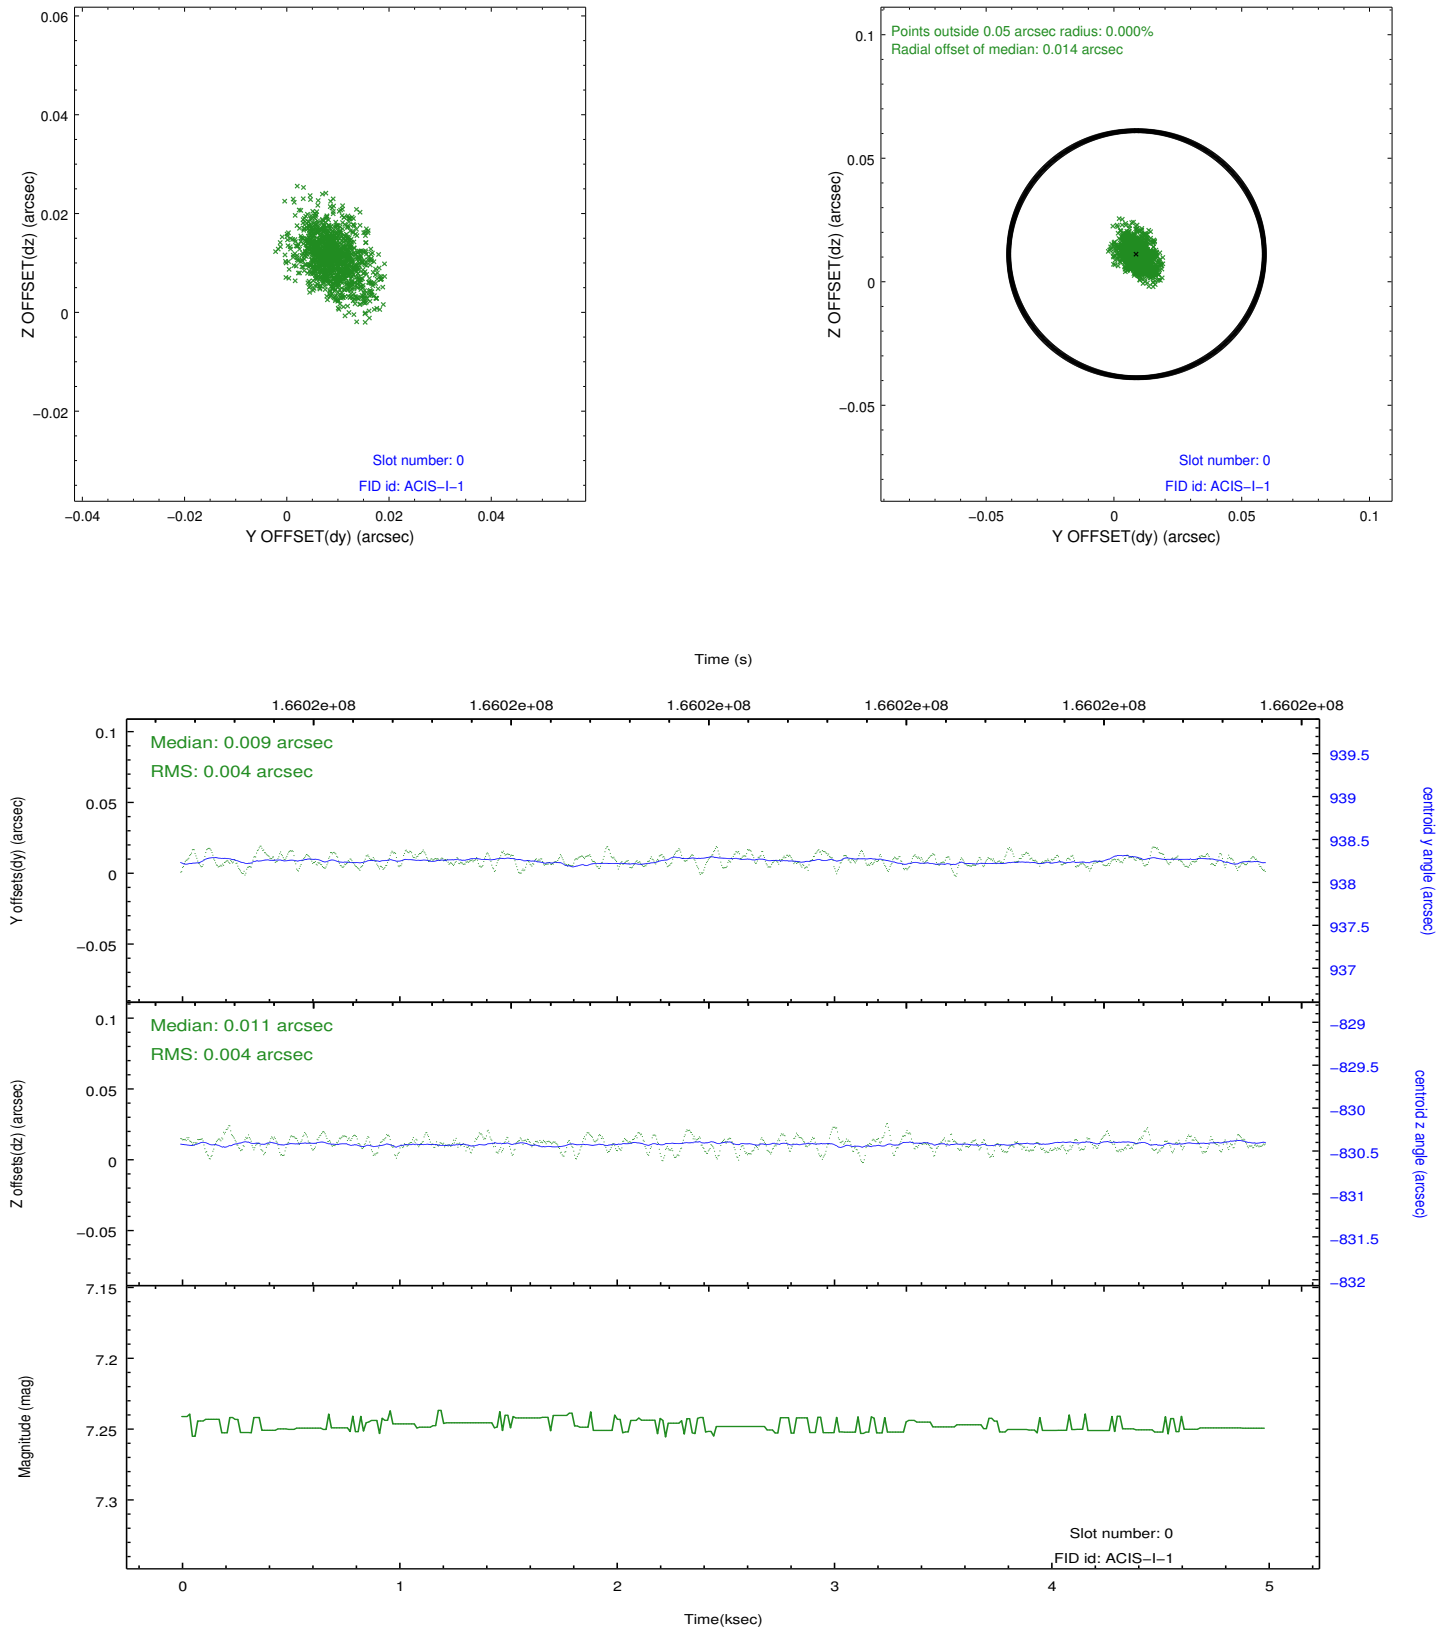 0.06
0.04
0.02
0
−0.02
Z OFFSET(dz) (arcsec)
Slot number: 0
FID id: ACIS−I−1
−0.04
−0.02
0
0.02
0.04
Y OFFSET(dy) (arcsec)
Points outside 0.05 arcsec radius: 0.000%
Radial offset of median: 0.014 arcsec
0.1
0.05
0
−0.05
Z OFFSET(dz) (arcsec)
Slot number: 0
FID id: ACIS−I−1
−0.05
0
0.05
0.1
Y OFFSET(dy) (arcsec)
Time (s)
1.6602e+08
1.6602e+08
1.6602e+08
1.6602e+08
1.6602e+08
1.6602e+08
Median: 0.009 arcsec
RMS: 0.004 arcsec
0.1
0.05
0
−0.05
Y offsets(dy) (arcsec)
939.5
939
938.5
938
937.5
937
centroid y angle (arcsec)
Median: 0.011 arcsec
RMS: 0.004 arcsec
0.1
0.05
0
−0.05
Z offsets(dz) (arcsec)
−829
−829.5
−830
−830.5
−831
−831.5
−832
centroid z angle (arcsec)
7.15
7.2
7.25
7.3
Magnitude (mag)
Slot number: 0
FID id: ACIS−I−1
0
1
2
3
4
5
Time(ksec)